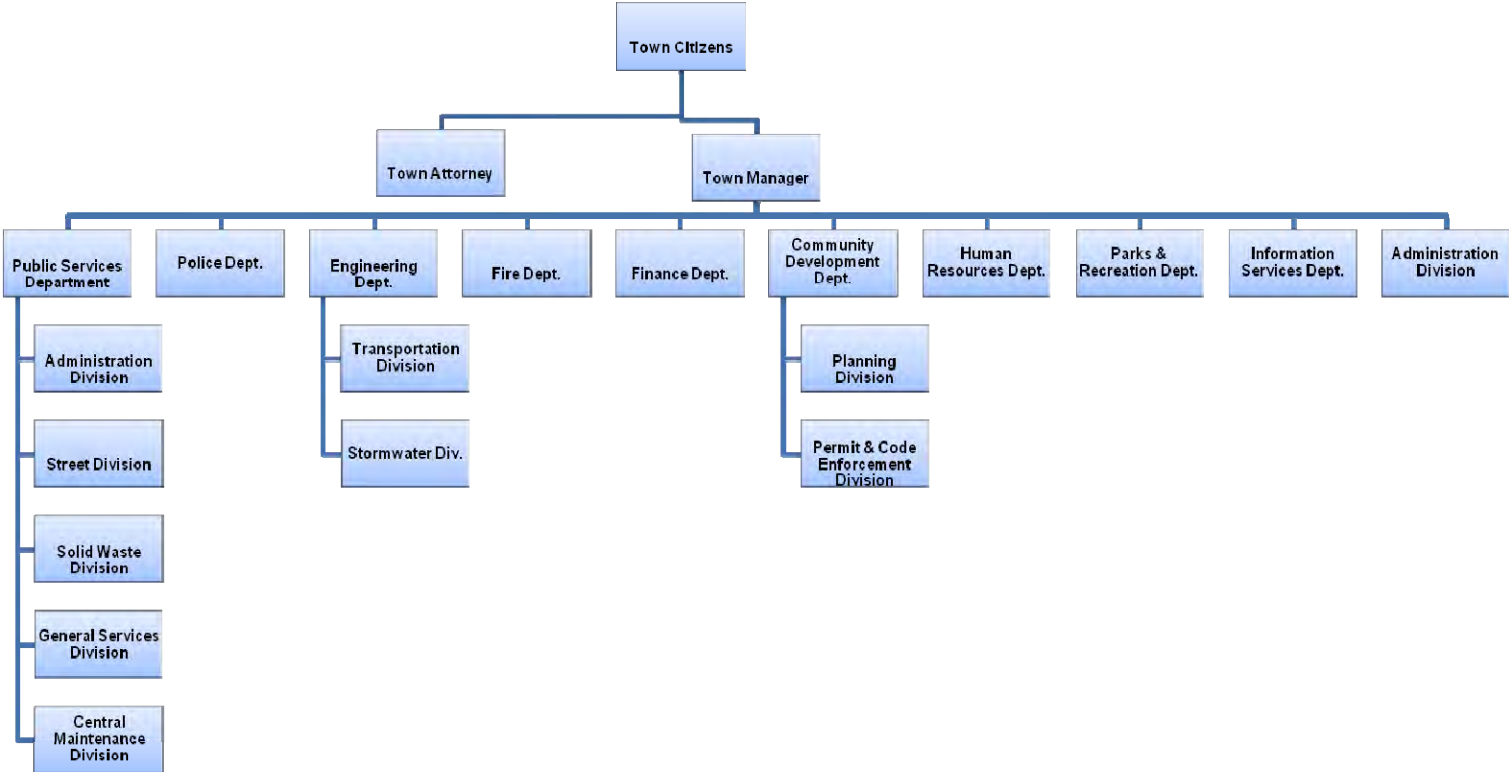 Town Citizens
Town Attorney
Town Manager
Public Services
Department
Police Dept.
Engineering
Dept.
Fire Dept.
Finance Dept.
Community
Development
Dept.
Human
Resources Dept.
Parks &
Recreation Dept.
Information
Services Dept.
Administration
Division
Administration
Division
Street Division
Solid Waste
Division
General Services
Division
Central
Maintenance
Division
Transportation
Division
Stormwater Div.
Planning
Division
Permit & Code
Enforcement
Division